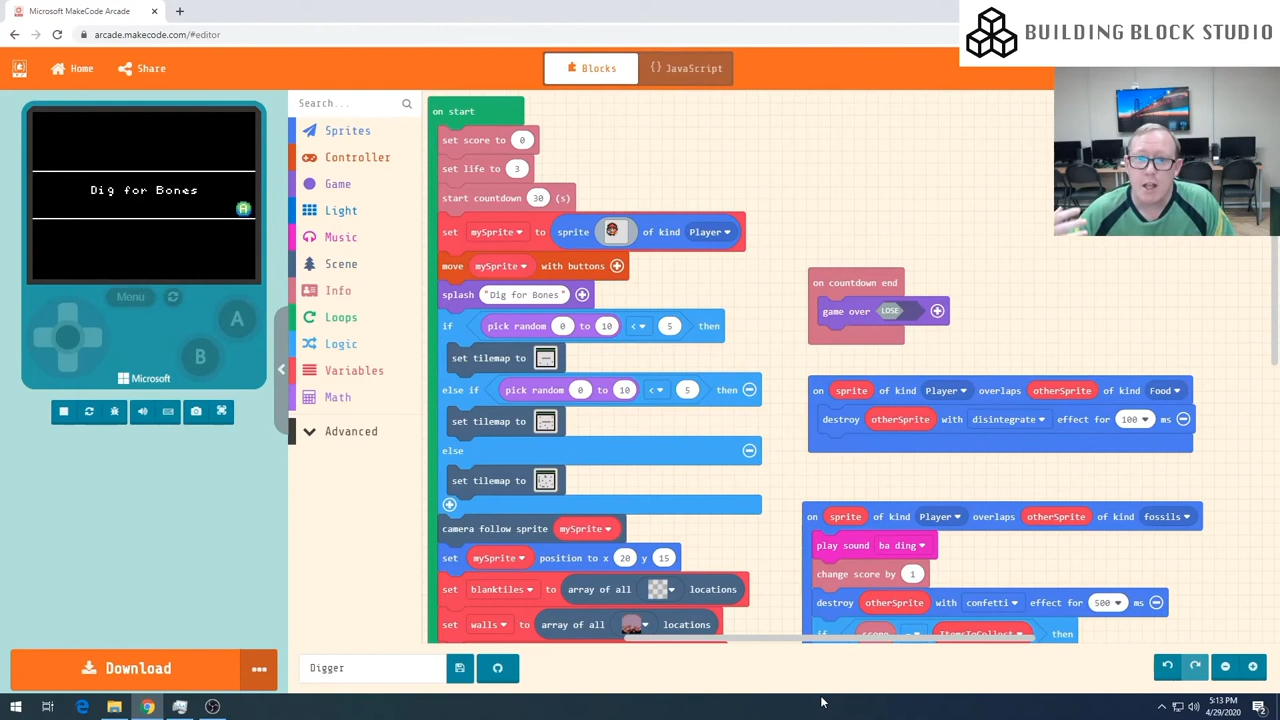 Microsoft MakeCode Arcade
arcade.makecode.com/#editor
BUILDING BLOCK STUDIO
Home
Share
Blocks
{} JavaScript
Dig for Bones
A
Menu
A
B
Microsoft
Search...
Sprites
Controller
Game
Light
Music
Scene
Info
Loops
Logic
Variables
Math
Advanced
on start
set score to 0
set life to 3
start countdown 30 (s)
set mySprite to sprite of kind Player
move mySprite with buttons
splash "Dig for Bones"
if pick random 0 to 10 < 5 then
set tilemap to
else if pick random 0 to 10 < 5 then
set tilemap to
else
set tilemap to
camera follow sprite mySprite
set mySprite position to x 20 y 15
set blanktiles to array of all locations
set walls to array of all locations
on countdown end
game over LOSE
on sprite of kind Player overlaps otherSprite of kind Food
destroy otherSprite with disintegrate effect for 100 ms
on sprite of kind Player overlaps otherSprite of kind fossils
play sound ba ding
change score by 1
destroy otherSprite with confetti effect for 500 ms
if score = ItemsToCollect then
Download
Digger
5:13 PM
4/29/2020
2